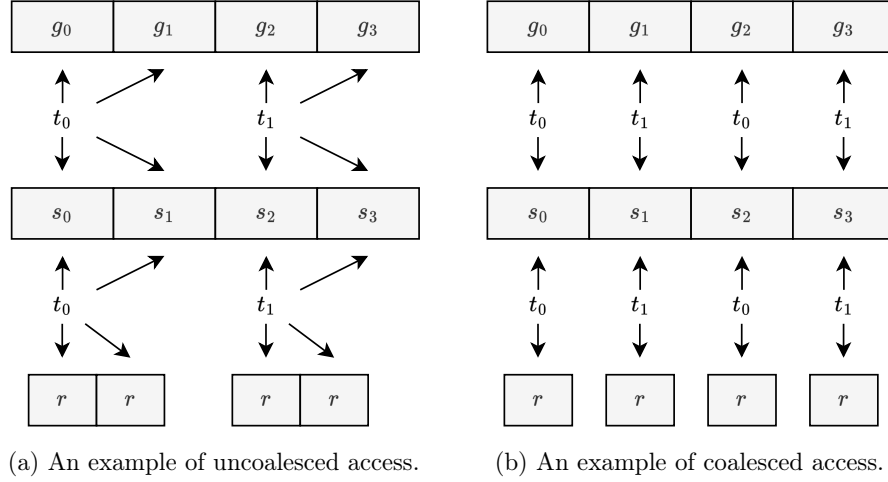 g₀ g₁ g₂ g₃ g₀ g₁ g₂ g₃
t₀ t₁ t₀ t₁ t₀ t₁
s₀ s₁ s₂ s₃ s₀ s₁ s₂ s₃
t₀ t₁ t₀ t₁ t₀ t₁
r r r r r r r r
(a) An example of uncoalesced access. (b) An example of coalesced access.